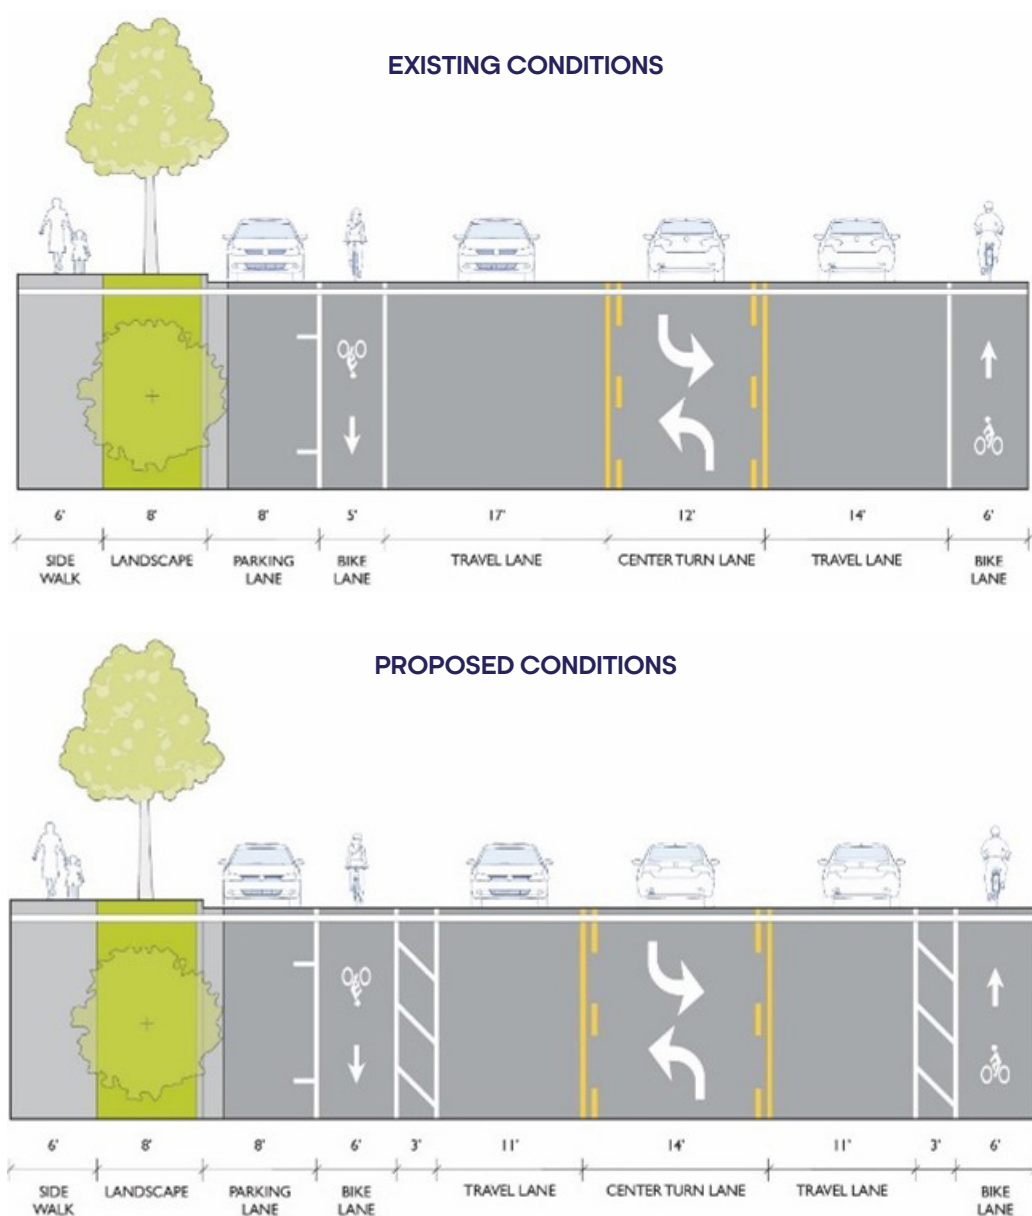 EXISTING CONDITIONS
6' 8' 8' 5' 17' 12' 14' 6'
SIDE LANDSCAPE PARKING BIKE TRAVEL LANE CENTER TURN LANE TRAVEL LANE BIKE
WALK LANE LANE LANE
PROPOSED CONDITIONS
6' 8' 8' 6' 3' 11' 14' 11' 3' 6'
SIDE LANDSCAPE PARKING BIKE TRAVEL LANE CENTER TURN LANE TRAVEL LANE BIKE
WALK LANE LANE LANE